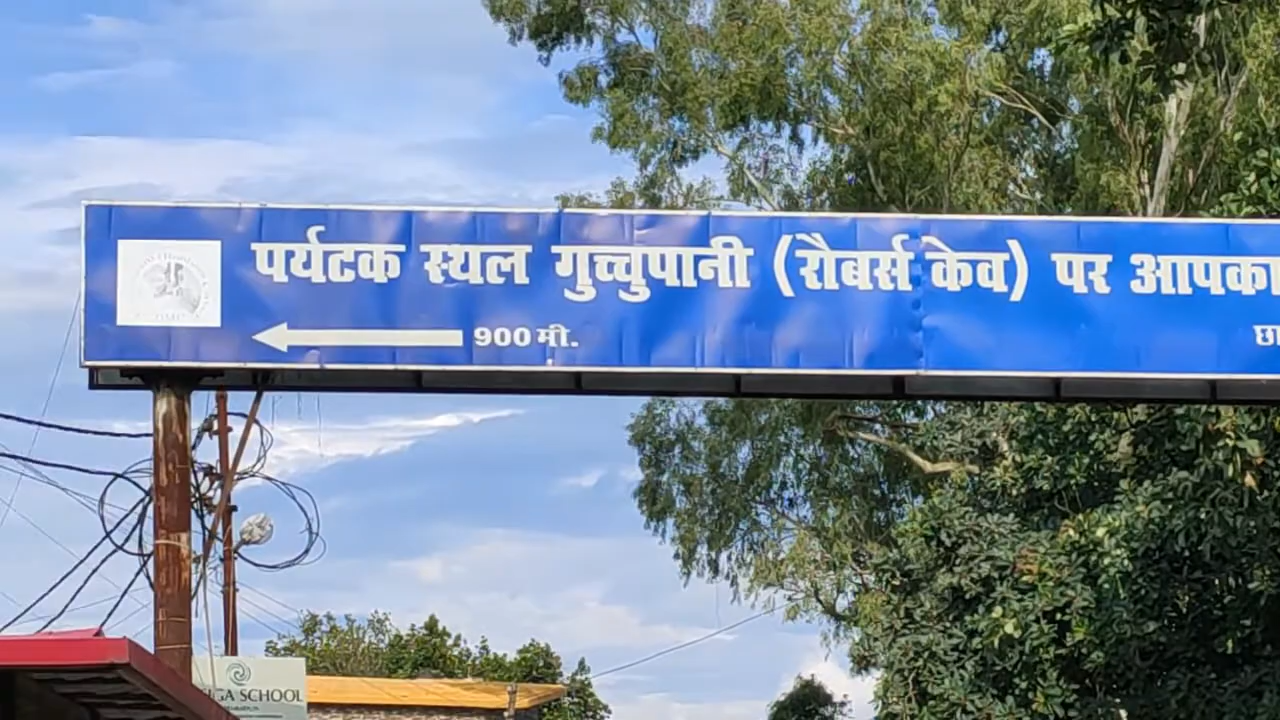 पर्यटक स्थल गुच्चुपानी (रौबर्स केव) पर आपका
900 मी.
SCHOOL